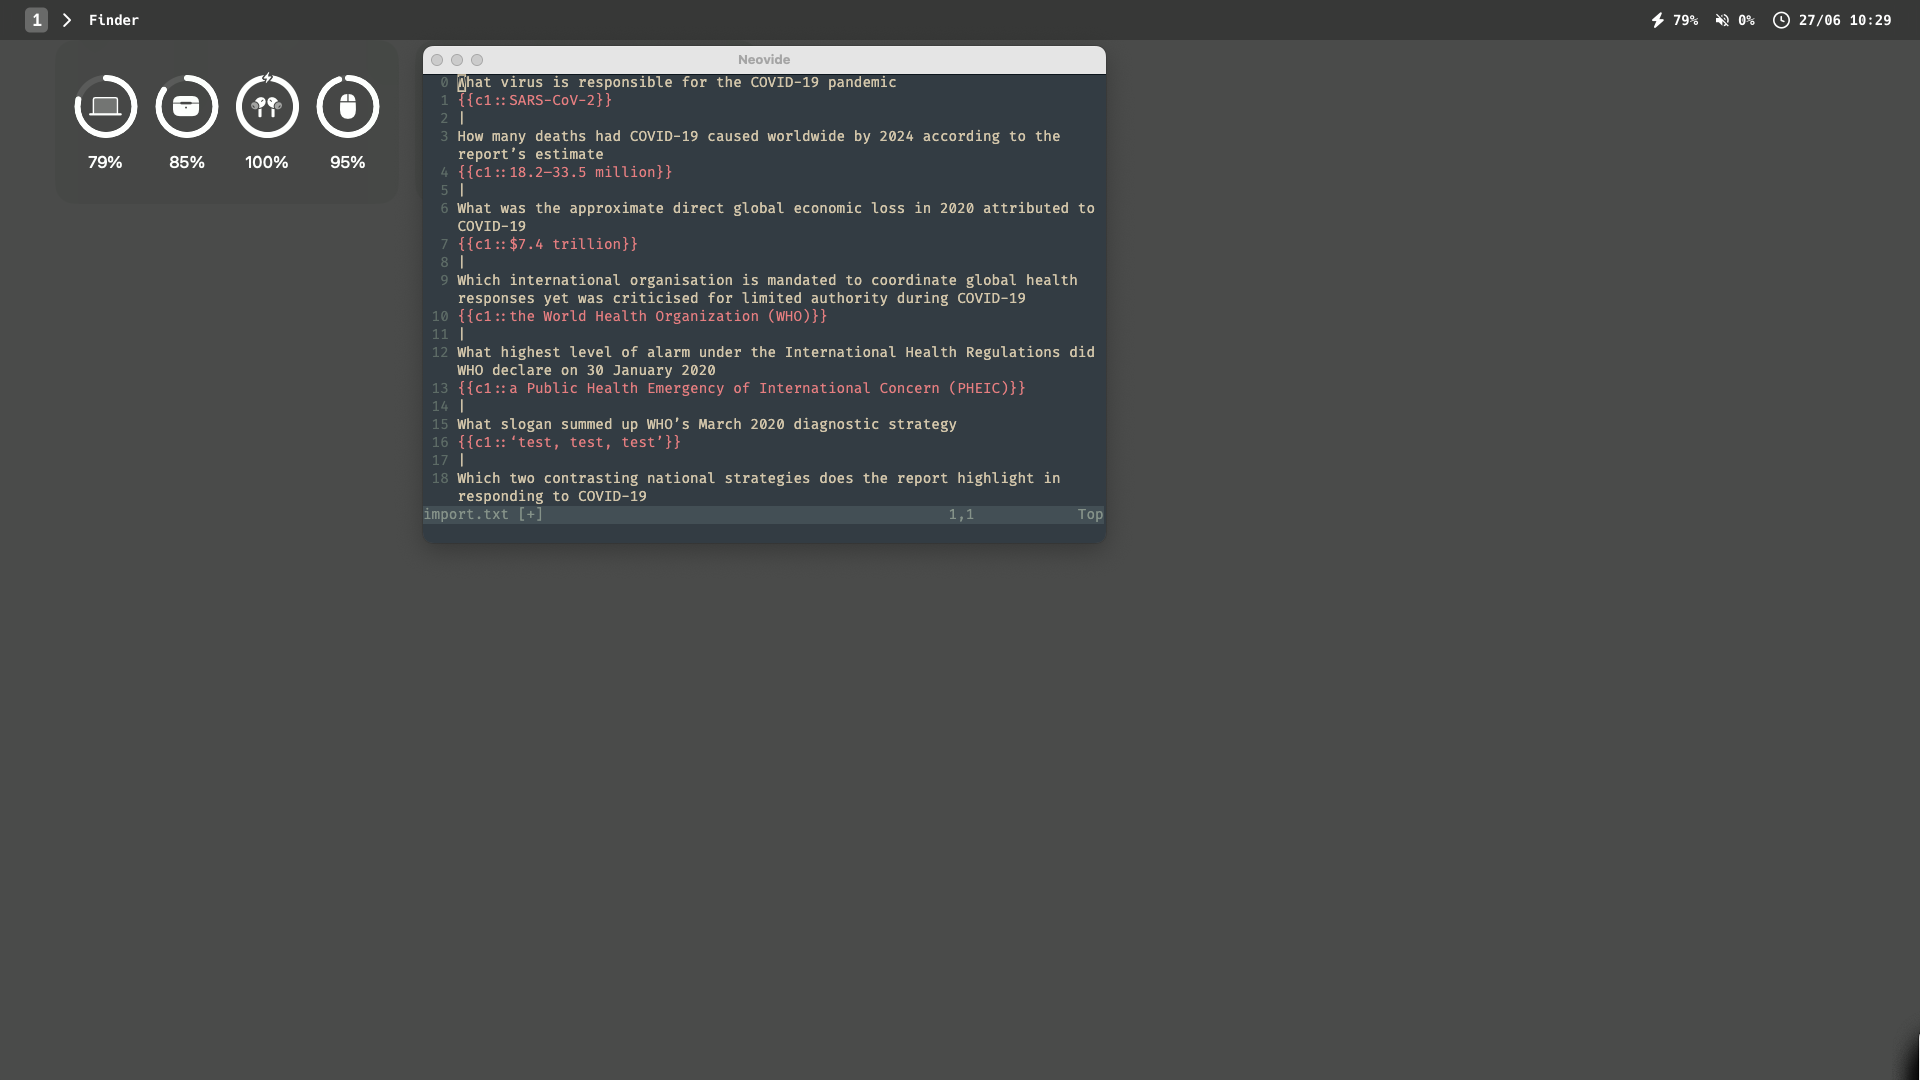 1 > Finder
79% 0% 27/06 10:29
79% 85% 100% 95%
Neovide
0 What virus is responsible for the COVID-19 pandemic
1 {{c1::SARS-CoV-2}}
2 |
3 How many deaths had COVID-19 caused worldwide by 2024 according to the
report’s estimate
4 {{c1::18.2–33.5 million}}
5 |
6 What was the approximate direct global economic loss in 2020 attributed to
COVID-19
7 {{c1::$7.4 trillion}}
8 |
9 Which international organisation is mandated to coordinate global health
responses yet was criticised for limited authority during COVID-19
10 {{c1::the World Health Organization (WHO)}}
11 |
12 What highest level of alarm under the International Health Regulations did
WHO declare on 30 January 2020
13 {{c1::a Public Health Emergency of International Concern (PHEIC)}}
14 |
15 What slogan summed up WHO’s March 2020 diagnostic strategy
16 {{c1::‘test, test, test’}}
17 |
18 Which two contrasting national strategies does the report highlight in
responding to COVID-19
import.txt [+] 1,1 Top